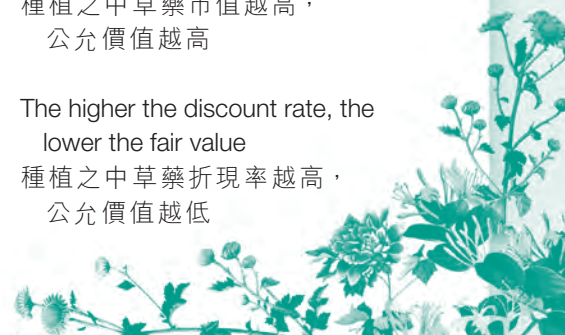 種植之中草藥市值越高，
公允價值越高
The higher the discount rate, the
lower the fair value
種植之中草藥折現率越高，
公允價值越低